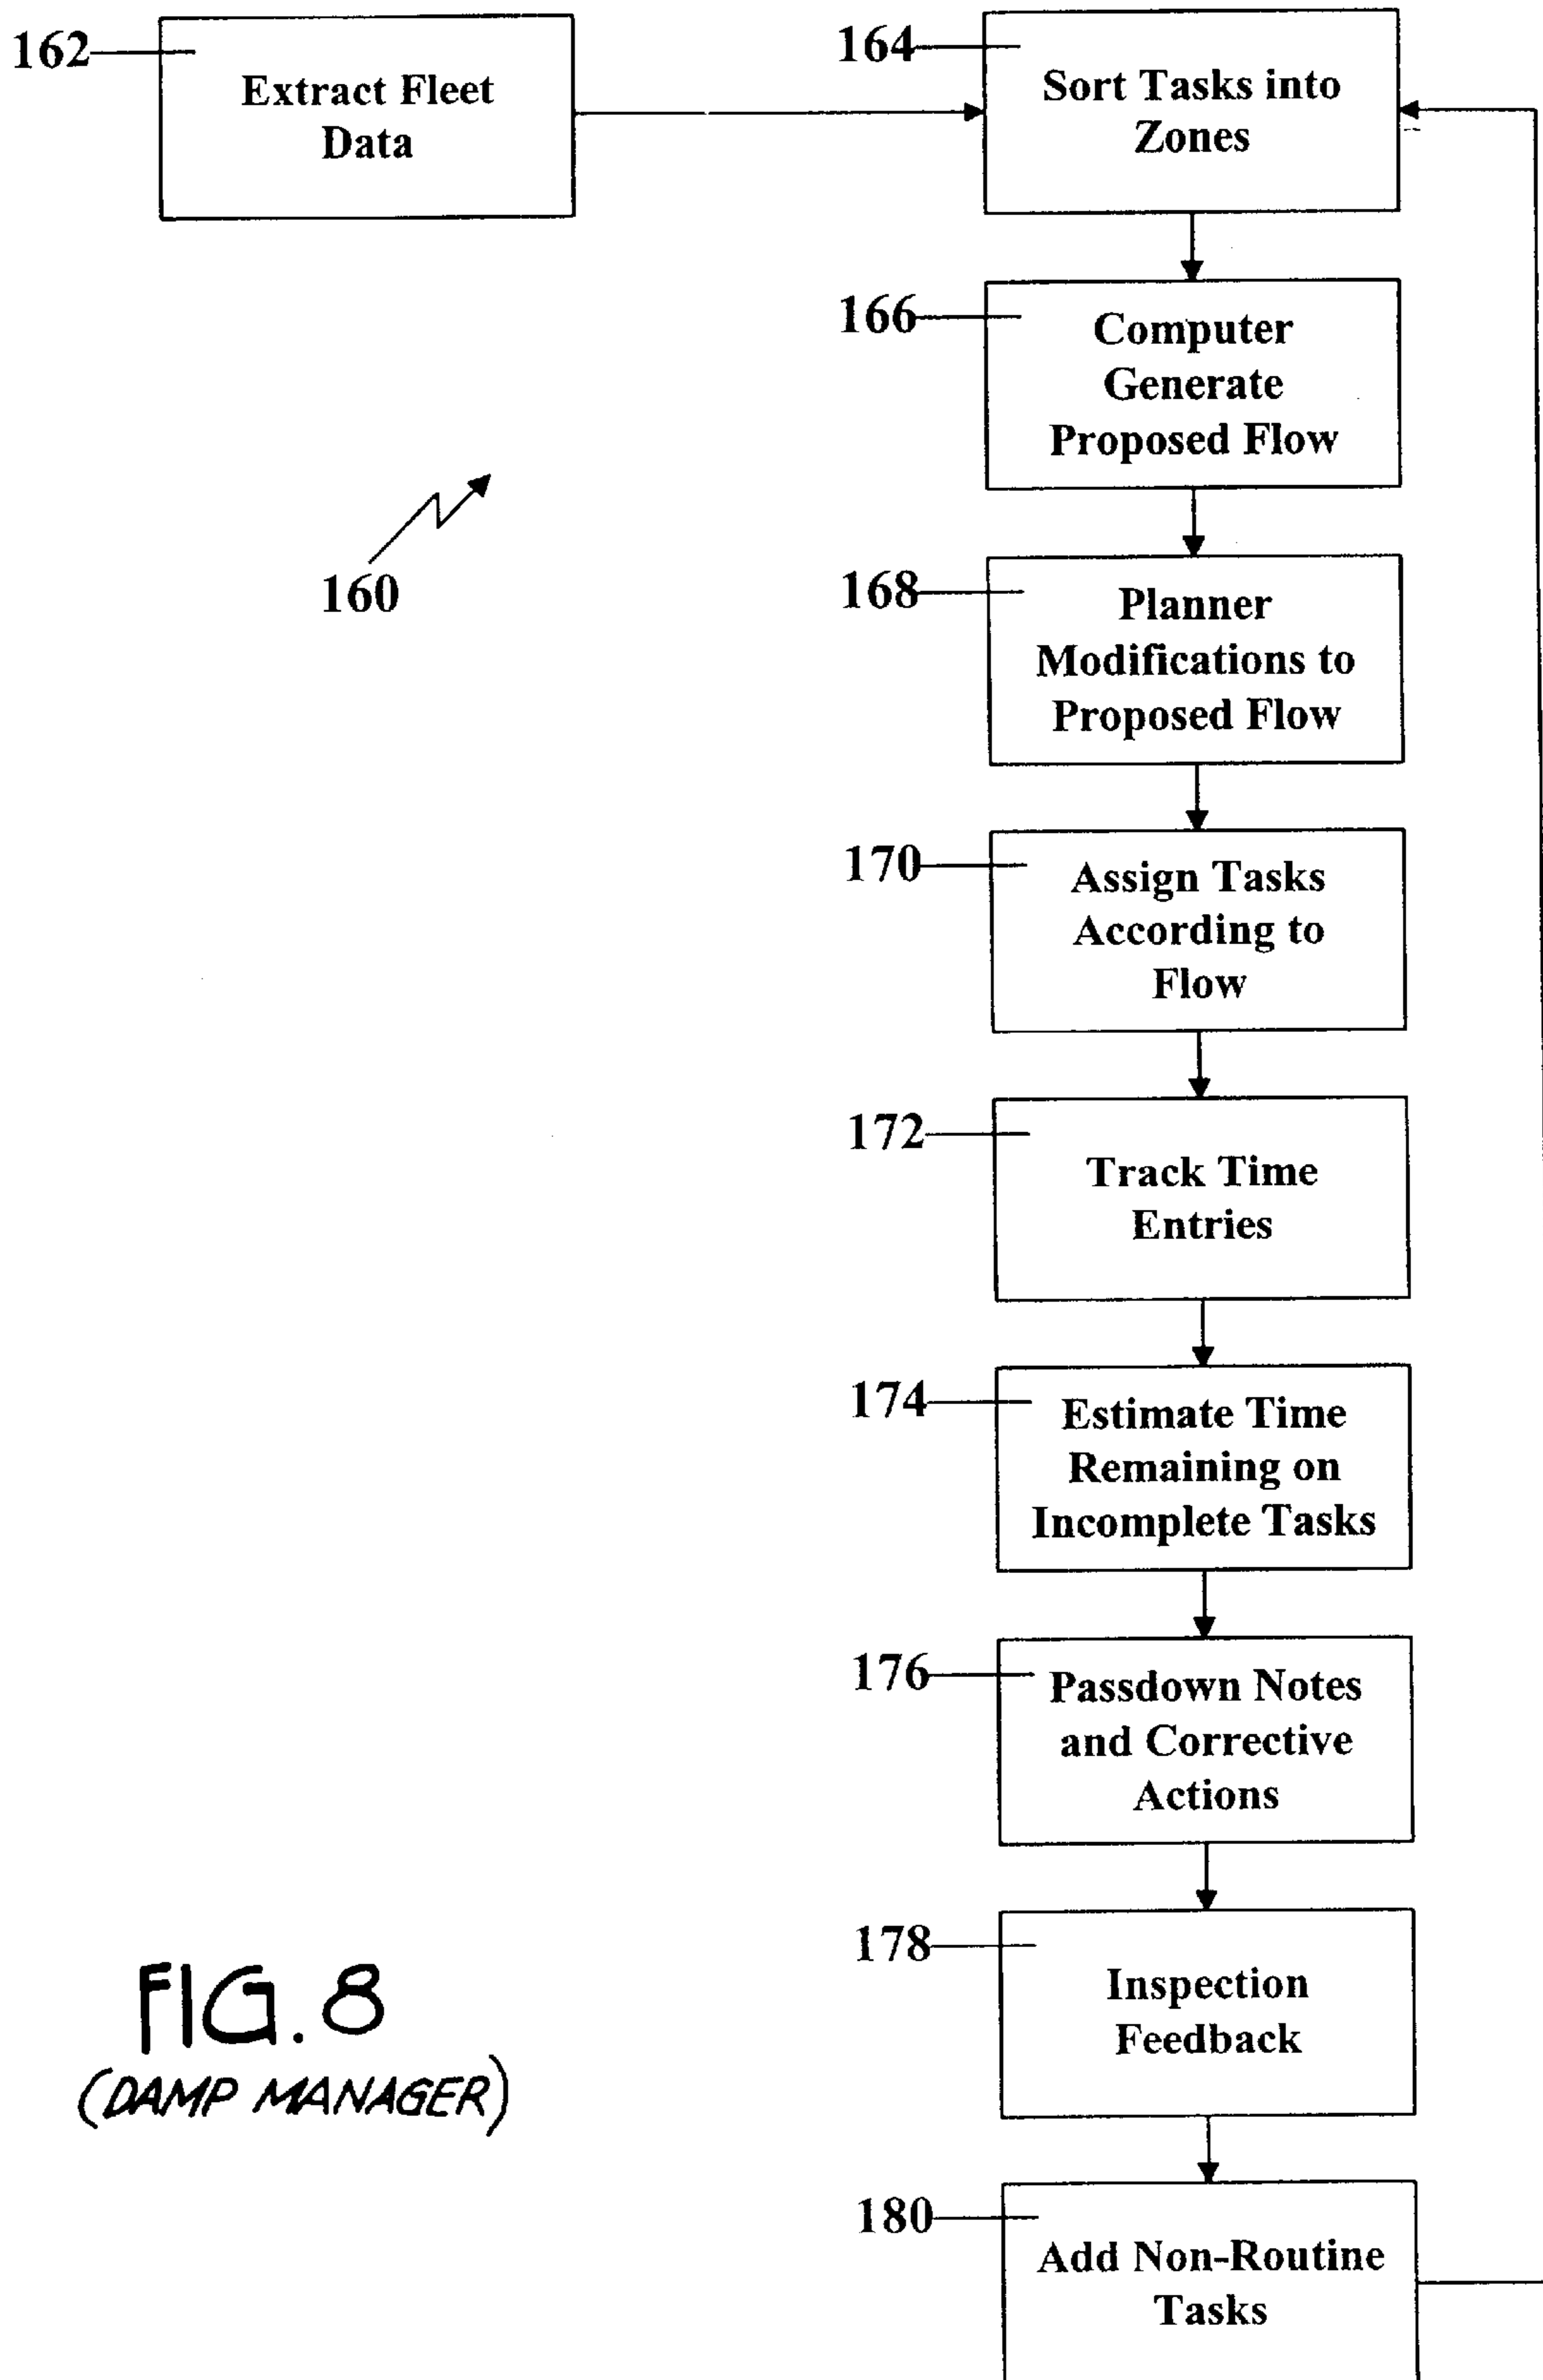 162
Extract Fleet
Data
164
Sort Tasks into
Zones
166
Computer
Generate
Proposed Flow
160
168
Planner
Modifications to
Proposed Flow
170
Assign Tasks
According to
Flow
172
Track Time
Entries
174
Estimate Time
Remaining on
Incomplete Tasks
176
Passdown Notes
and Corrective
Actions
178
Inspection
Feedback
180
Add Non-Routine
Tasks
FIG. 8
(DAMP MANAGER)